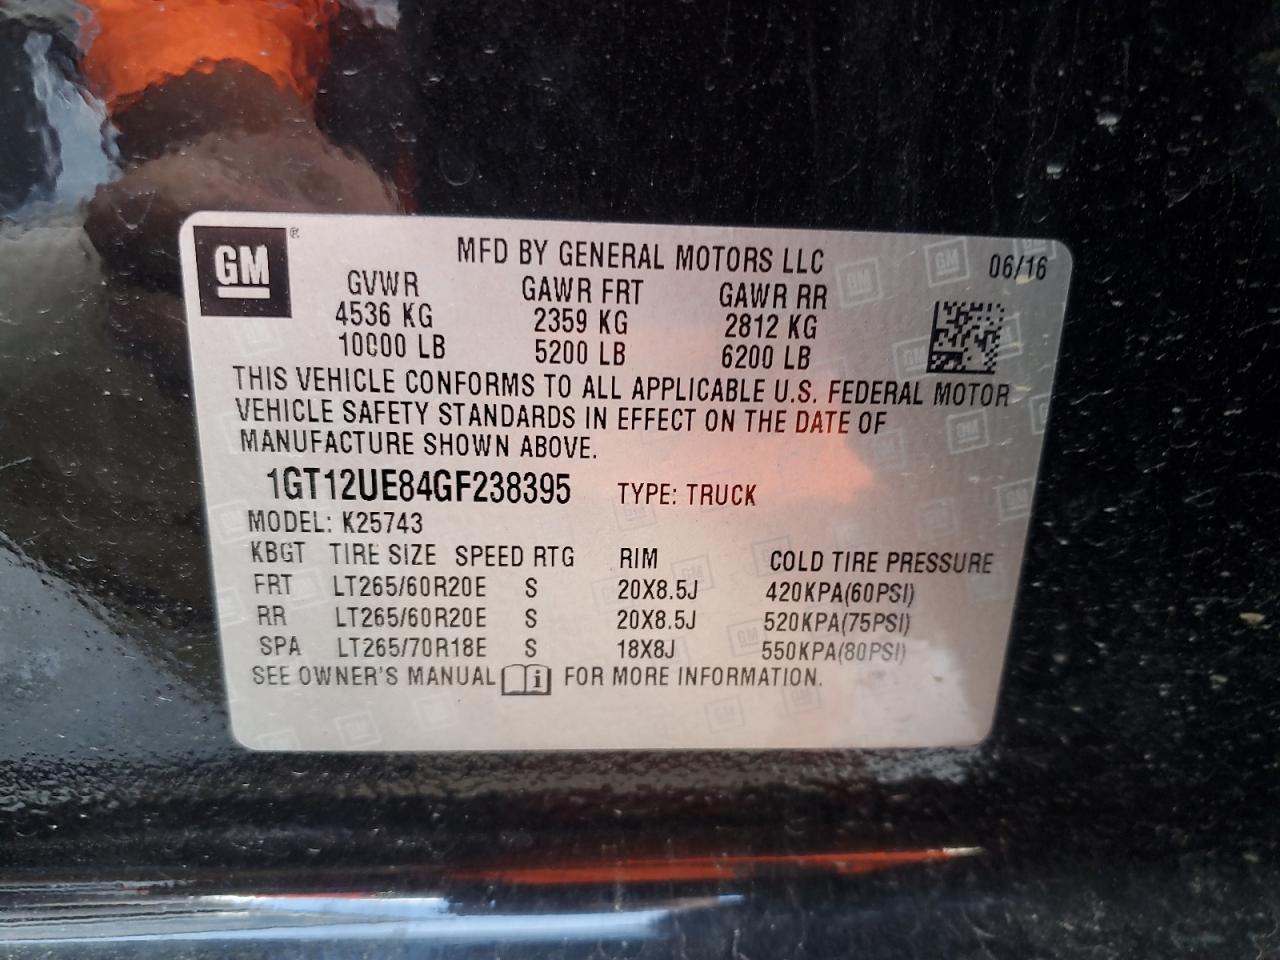 GM ® MFD BY GENERAL MOTORS LLC 06/16
GVWR GAWR FRT GAWR RR
4536 KG 2359 KG 2812 KG
10000 LB 5200 LB 6200 LB
THIS VEHICLE CONFORMS TO ALL APPLICABLE U.S. FEDERAL MOTOR
VEHICLE SAFETY STANDARDS IN EFFECT ON THE DATE OF
MANUFACTURE SHOWN ABOVE.
1GT12UE84GF238395 TYPE: TRUCK
MODEL: K25743
KBGT TIRE SIZE SPEED RTG RIM COLD TIRE PRESSURE
FRT LT265/60R20E S 20X8.5J 420KPA(60PSI)
RR LT265/60R20E S 20X8.5J 520KPA(75PSI)
SPA LT265/70R18E S 18X8J 550KPA(80PSI)
SEE OWNER'S MANUAL i FOR MORE INFORMATION.